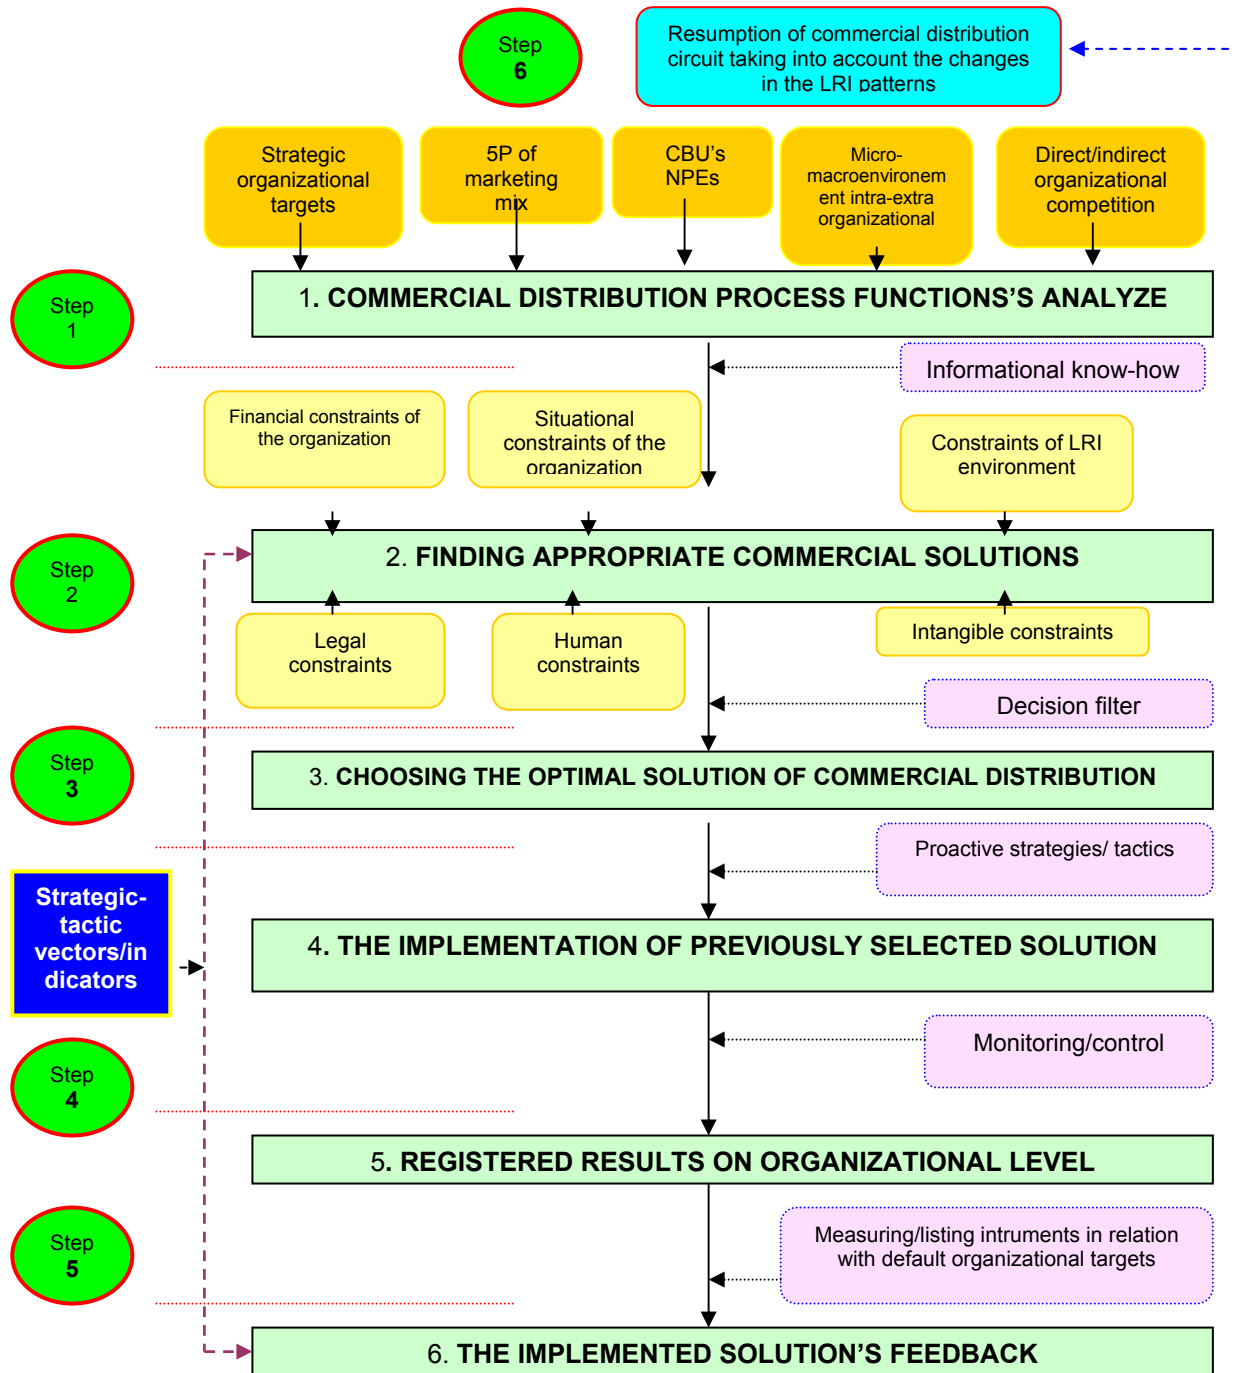 Step
6
Resumption of commercial distribution
circuit taking into account the changes
in the LRI patterns
Strategic
organizational
targets
5P of
marketing
mix
CBU's
NPEs
Micro-
macroenvironem
ent intra-extra
organizational
Direct/indirect
organizational
competition
Step
1
1. COMMERCIAL DISTRIBUTION PROCESS FUNCTIONS'S ANALYZE
Informational know-how
Financial constraints of
the organization
Situational
constraints of the
organization
Constraints of LRI
environment
Step
2
2. FINDING APPROPRIATE COMMERCIAL SOLUTIONS
Legal
constraints
Human
constraints
Intangible constraints
Decision filter
Step
3
3. CHOOSING THE OPTIMAL SOLUTION OF COMMERCIAL DISTRIBUTION
Proactive strategies/ tactics
Strategic-
tactic
vectors/in
dicators
4. THE IMPLEMENTATION OF PREVIOUSLY SELECTED SOLUTION
Monitoring/control
Step
4
5. REGISTERED RESULTS ON ORGANIZATIONAL LEVEL
Step
5
Measuring/listing intruments in relation
with default organizational targets
6. THE IMPLEMENTED SOLUTION'S FEEDBACK